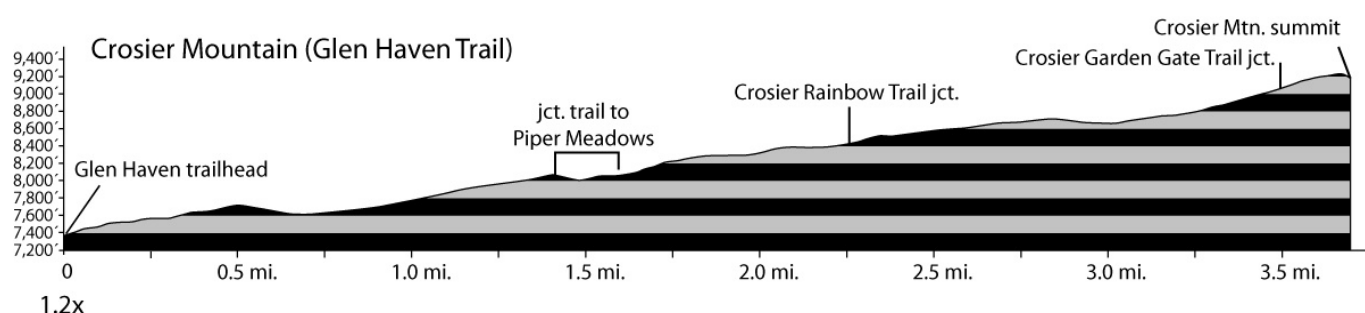 Crosier Mountain (Glen Haven Trail)
Crosier Mtn. summit
Crosier Garden Gate Trail jct.
Crosier Rainbow Trail jct.
jct. trail to
Piper Meadows
Glen Haven trailhead
9,400´
9,200´
9,000´
8,800´
8,600´
8,400´
8,200´
8,000´
7,800´
7,600´
7,400´
7,200´
0
0.5 mi.
1.0 mi.
1.5 mi.
2.0 mi.
2.5 mi.
3.0 mi.
3.5 mi.
1.2x